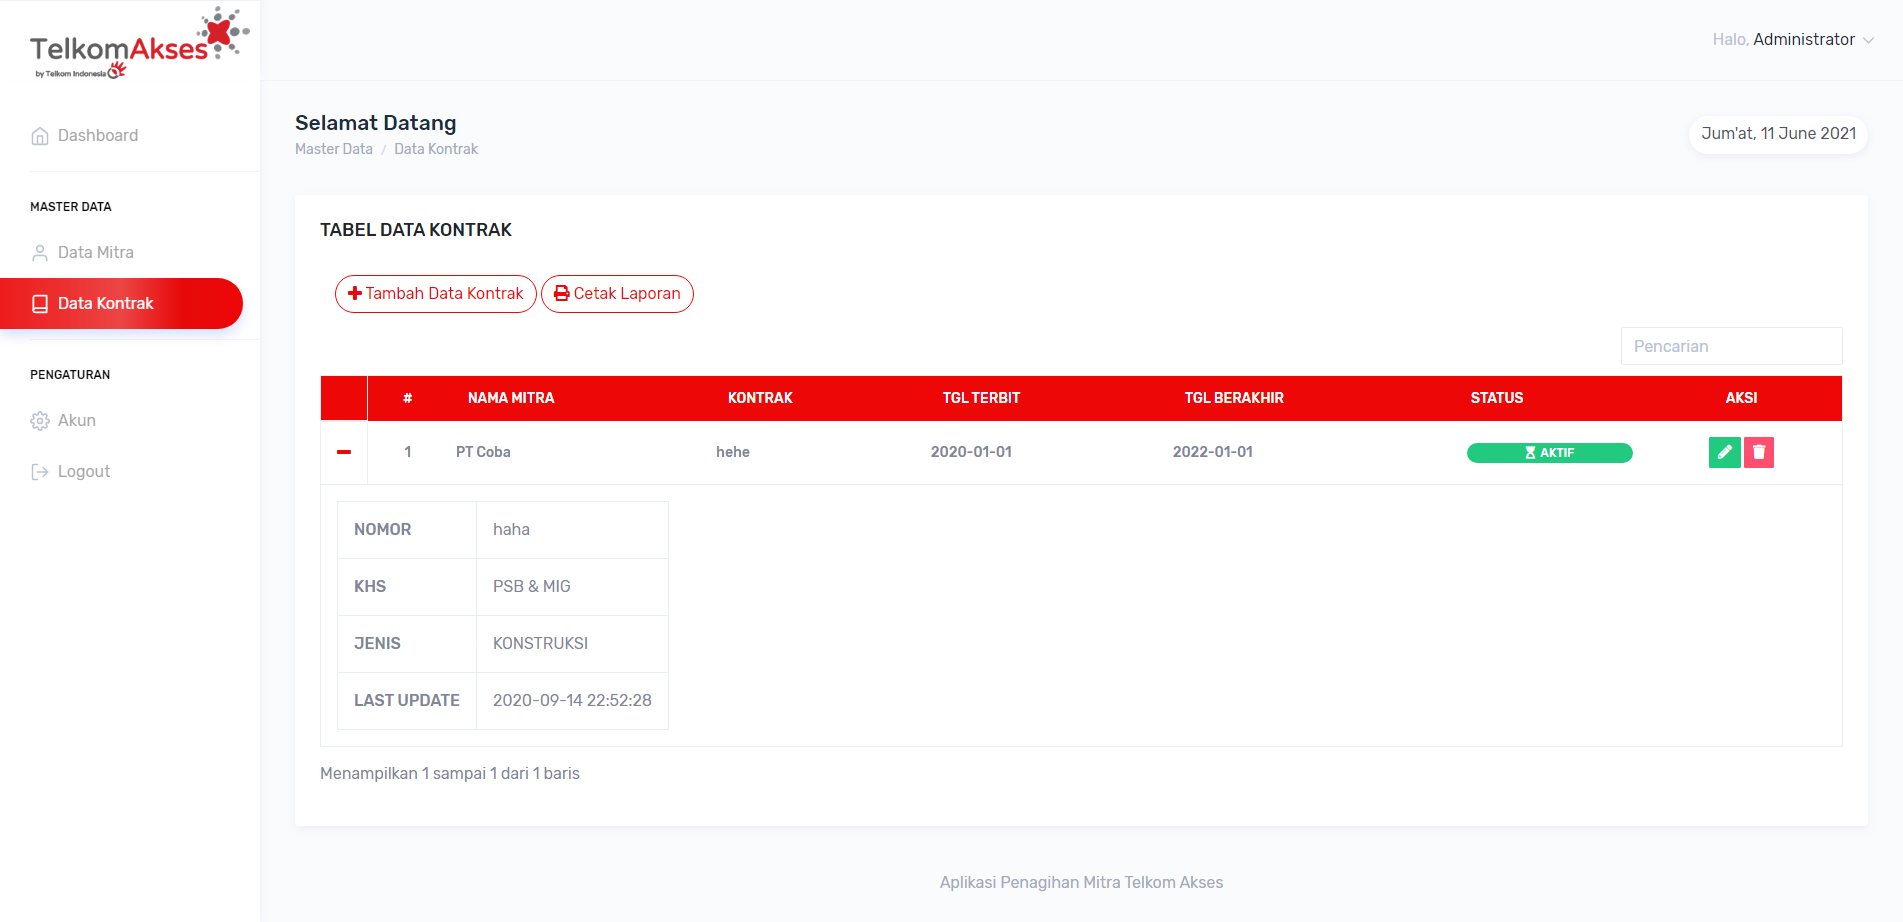 TelkomAkses
by Telkom Indonesia
Halo, Administrator
Dashboard
MASTER DATA
Data Mitra
Data Kontrak
PENGATURAN
Akun
Logout
Selamat Datang
Master Data / Data Kontrak
Jum'at, 11 June 2021
TABEL DATA KONTRAK
Tambah Data Kontrak Cetak Laporan
Pencarian
# NAMA MITRA KONTRAK TGL TERBIT TGL BERAKHIR STATUS AKSI
1 PT Coba hehe 2020-01-01 2022-01-01 AKTIF
NOMOR haha
KHS PSB & MIG
JENIS KONSTRUKSI
LAST UPDATE 2020-09-14 22:52:28
Menampilkan 1 sampai 1 dari 1 baris
Aplikasi Penagihan Mitra Telkom Akses